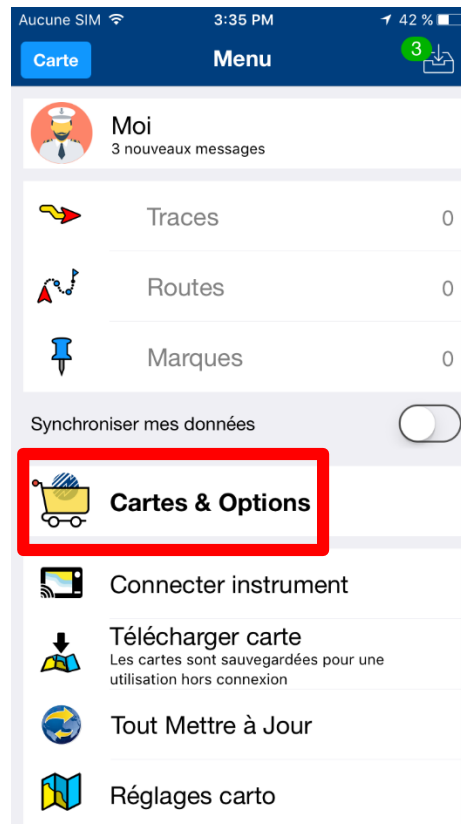 Aucune SIM 3:35 PM 42 %
Carte Menu 3
Moi
3 nouveaux messages
Traces 0
Routes 0
Marques 0
Synchroniser mes données
Cartes & Options
Connecter instrument
Télécharger carte
Les cartes sont sauvegardées pour une
utilisation hors connexion
Tout Mettre à Jour
Réglages carto